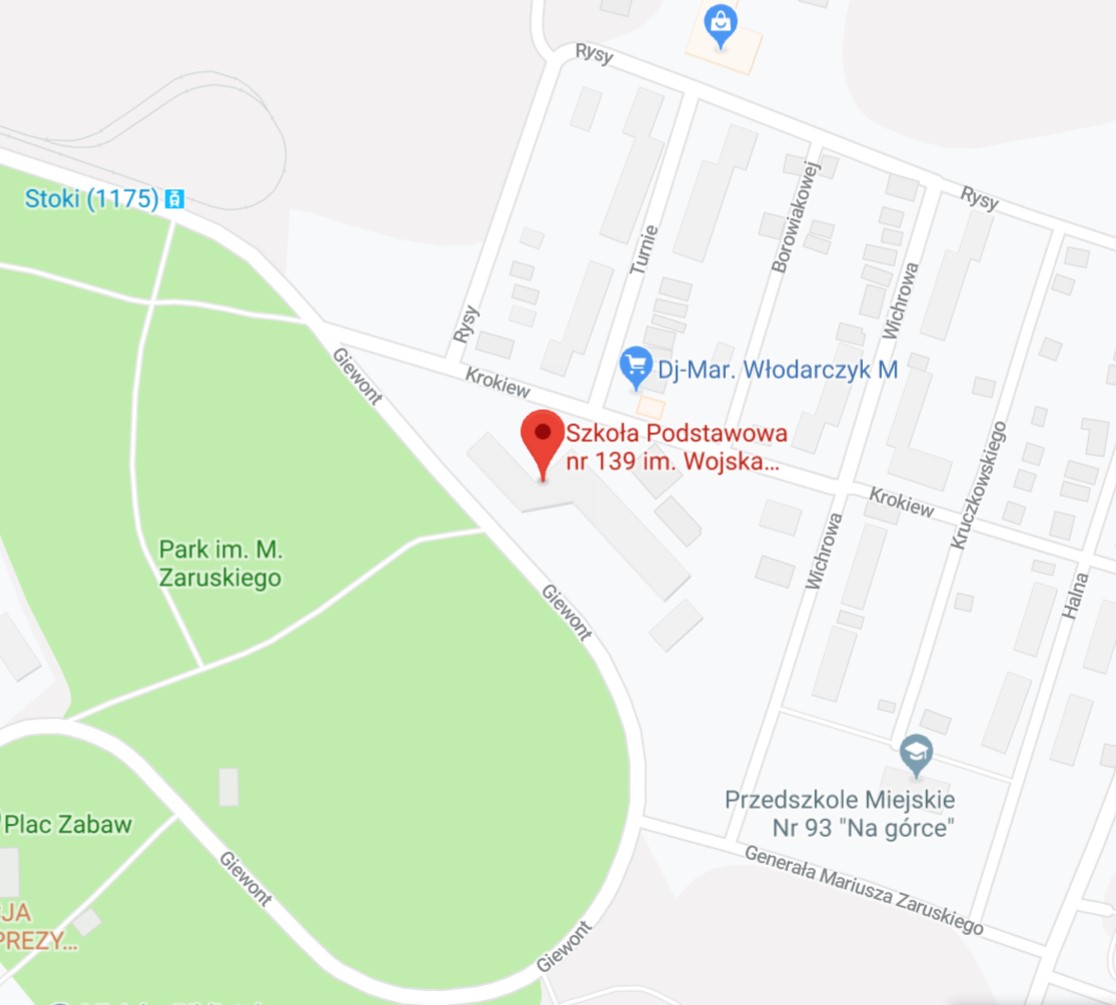 Rysy
Stoki (1175)
Rysy
Borowiakowej
Turnie
Wichrowa
Rysy
Giewont
Krokiew
Dj-Mar. Włodarczyk M
Szkoła Podstawowa
nr 139 im. Wojska...
Kruczkowskiego
Krokiew
Wichrowa
Park im. M.
Zaruskiego
Giewont
Halna
Przedszkole Miejskie
Nr 93 "Na górce"
Plac Zabaw
Giewont
Generała Mariusza Zaruskiego
JA
PREZY...
Giewont